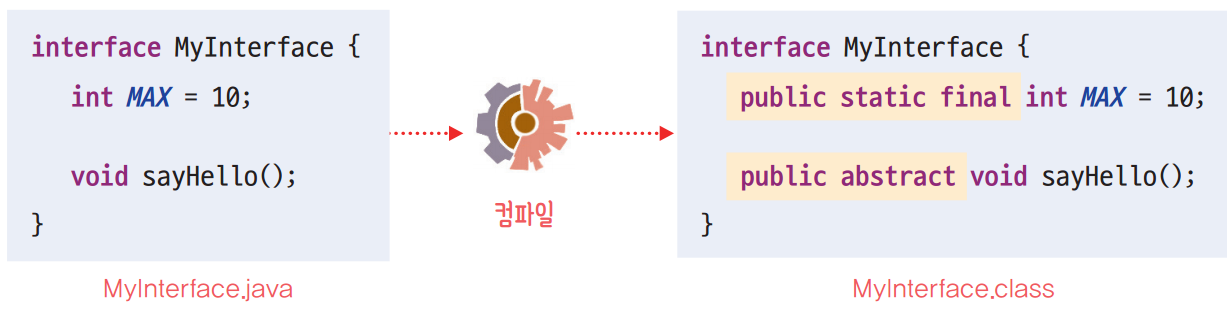 interface MyInterface {
int MAX = 10;
void sayHello();
}
MyInterface.java
컴파일
interface MyInterface {
public static final int MAX = 10;
public abstract void sayHello();
}
MyInterface.class